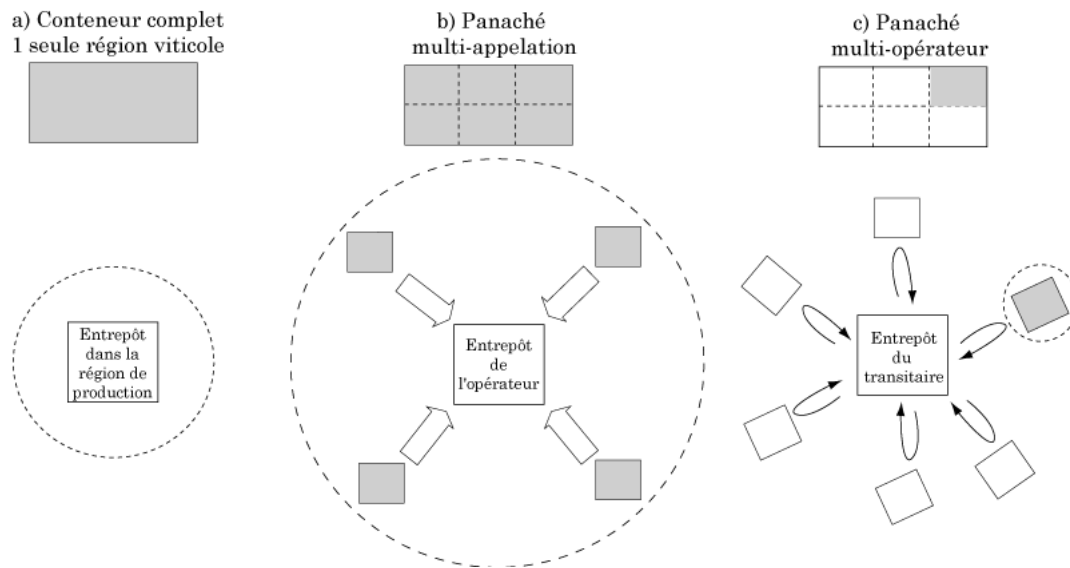 a) Conteneur complet
1 seule région viticole
b) Panaché
multi-appelation
c) Panaché
multi-opérateur
Entrepôt
dans la
région de
production
Entrepôt
de
l'opérateur
Entrepôt
du
transitaire